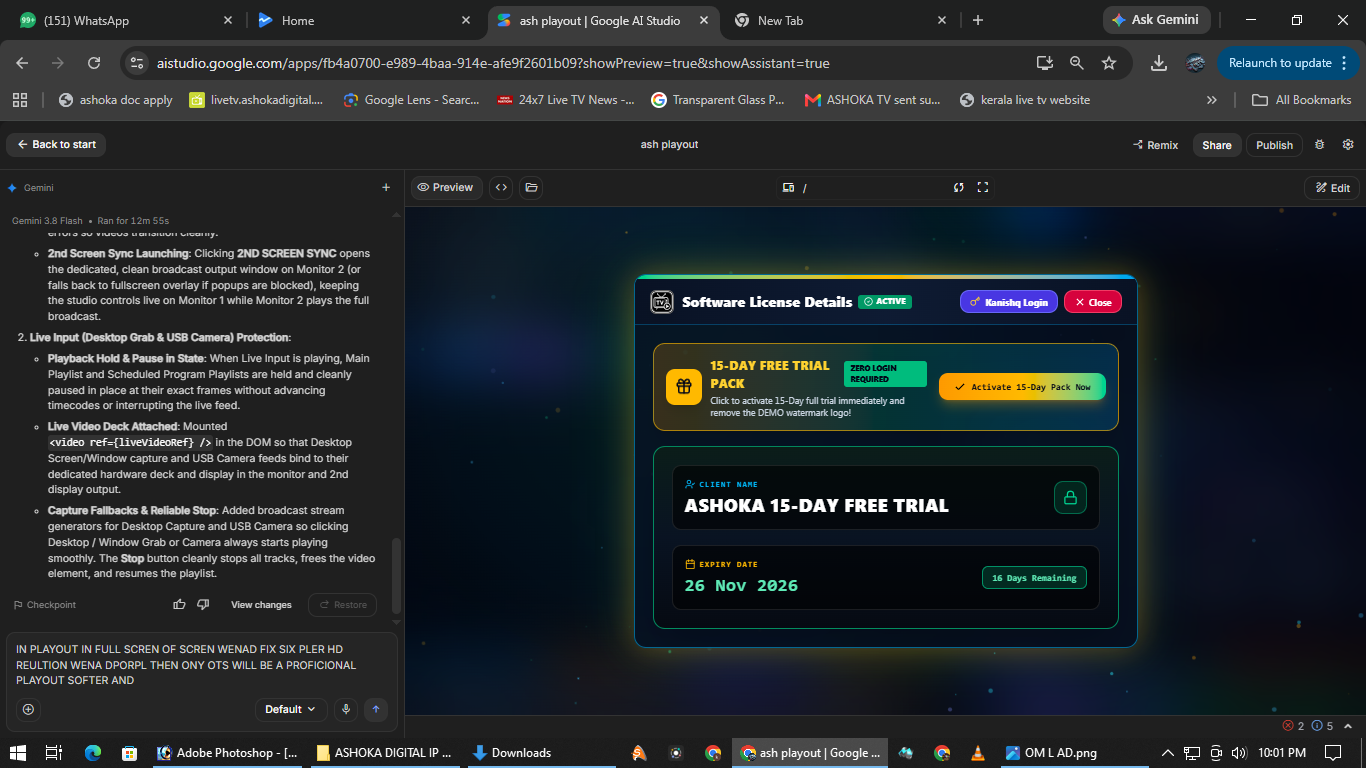 (151) WhatsApp
Home
ash playout | Google AI Studio
New Tab
Ask Gemini
aistudio.google.com/apps/fb4a0700-e989-4baa-914e-afe9f2601b09?showPreview=true&showAssistant=true
Relaunch to update
ashoka doc apply
livetv.ashokadigital....
Google Lens - Searc...
24x7 Live TV News -...
Transparent Glass P...
ASHOKA TV sent su...
kerala live tv website
All Bookmarks
Back to start
ash playout
Remix
Share
Publish
Gemini
Preview
/
Edit
Gemini 3.8 Flash • Ran for 12m 55s
errors so videos transition cleanly.
2nd Screen Sync Launching: Clicking 2ND SCREEN SYNC opens
the dedicated, clean broadcast output window on Monitor 2 (or
falls back to fullscreen overlay if popups are blocked), keeping
the studio controls live on Monitor 1 while Monitor 2 plays the full
broadcast.
2. Live Input (Desktop Grab & USB Camera) Protection:
Playback Hold & Pause in State: When Live Input is playing, Main
Playlist and Scheduled Program Playlists are held and cleanly
paused in place at their exact frames without advancing
timecodes or interrupting the live feed.
Live Video Deck Attached: Mounted
<video ref={liveVideoRef} /> in the DOM so that Desktop
Screen/Window capture and USB Camera feeds bind to their
dedicated hardware deck and display in the monitor and 2nd
display output.
Capture Fallbacks & Reliable Stop: Added broadcast stream
generators for Desktop Capture and USB Camera so clicking
Desktop / Window Grab or Camera always starts playing
smoothly. The Stop button cleanly stops all tracks, frees the video
element, and resumes the playlist.
Checkpoint
View changes
Restore
IN PLAYOUT IN FULL SCREN OF SCREN WENAD FIX SIX PLER HD
REULTION WENA DPORPL THEN ONY OTS WILL BE A PROFICIONAL
PLAYOUT SOFTER AND
Default
Software License Details
ACTIVE
Kanishq Login
Close
15-DAY FREE TRIAL
PACK
ZERO LOGIN
REQUIRED
Click to activate 15-Day full trial immediately and
remove the DEMO watermark logo!
Activate 15-Day Pack Now
CLIENT NAME
ASHOKA 15-DAY FREE TRIAL
EXPIRY DATE
26 Nov 2026
16 Days Remaining
2
5
Adobe Photoshop - [...
ASHOKA DIGITAL IP ...
Downloads
ash playout | Google ...
OM L AD.png
10:01 PM